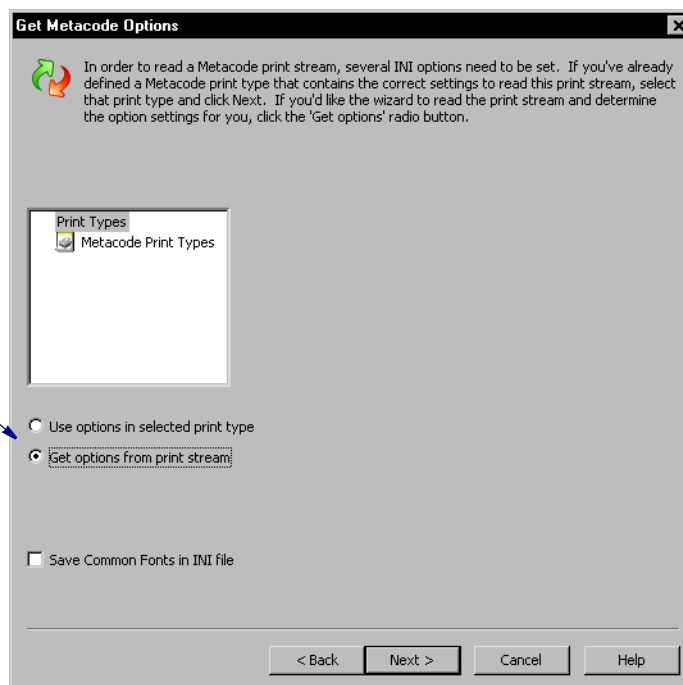 Get Metacode Options
In order to read a Metacode print stream, several INI options need to be set. If you've already
defined a Metacode print type that contains the correct settings to read this print stream, select
that print type and click Next. If you'd like the wizard to read the print stream and determine
the option settings for you, click the 'Get options' radio button.
Print Types
Metacode Print Types
Use options in selected print type
Get options from print stream
Save Common Fonts in INI file
< Back Next > Cancel Help